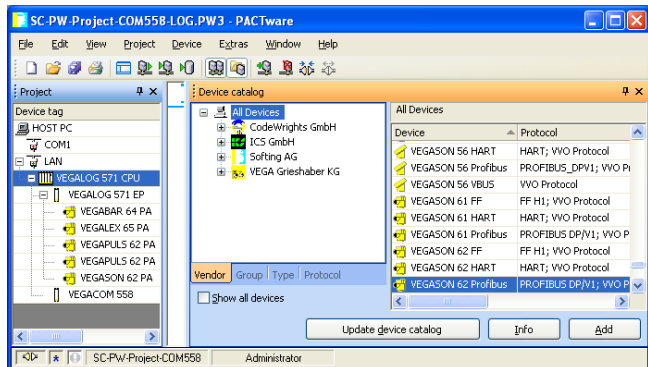 SC-PW-Project-COM558-LOG.PW3 - PACTware
File Edit View Project Device Extras Window Help
Project
Device tag
HOST PC
COM1
LAN
VEGALOG 571 CPU
VEGALOG 571 EP
VEGABAR 64 PA
VEGALEX 65 PA
VEGAPULS 62 PA
VEGAPULS 62 PA
VEGASON 62 PA
VEGACOM 558
Device catalog
All Devices
CodeWrights GmbH
ICS GmbH
Softing AG
VEGA Grieshaber KG
Vendor Group Type Protocol
Show all devices
All Devices
Device Protocol
VEGASON 56 HART HART; VVO Protocol
VEGASON 56 Profibus PROFIBUS_DPV1; VVO Pr
VEGASON 56 VBUS VVO Protocol
VEGASON 61 FF FF H1; VVO Protocol
VEGASON 61 HART HART; VVO Protocol
VEGASON 61 Profibus PROFIBUS DP/V1; VVO P
VEGASON 62 FF FF H1; VVO Protocol
VEGASON 62 HART HART; VVO Protocol
VEGASON 62 Profibus PROFIBUS DP/V1; VVO P
Update device catalog Info Add
SC-PW-Project-COM558 Administrator